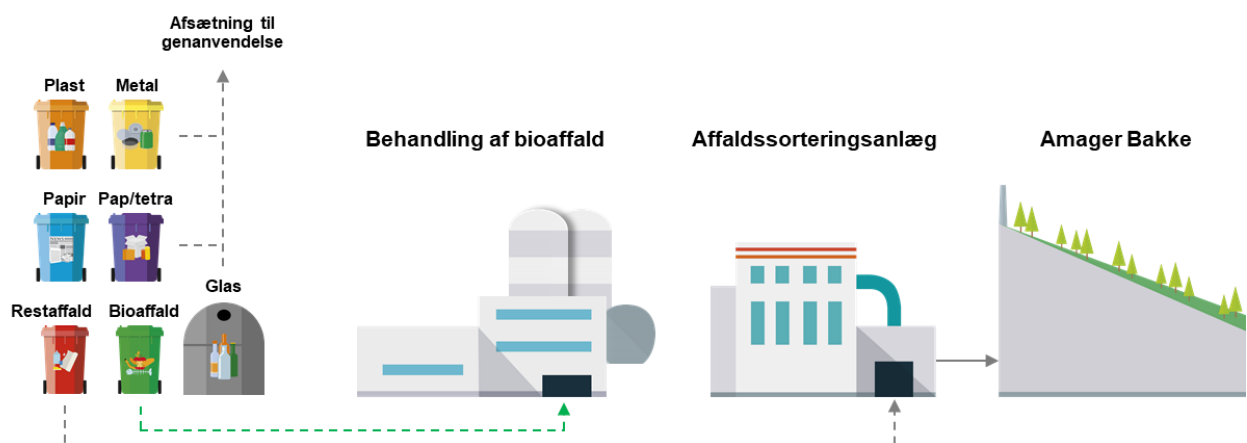 Afsætning til
genanvendelse
Plast
Metal
Behandling af bioaffald
Affaldssorteringsanlæg
Amager Bakke
Papir
Pap/tetra
Glas
Restaffald
Bioaffald